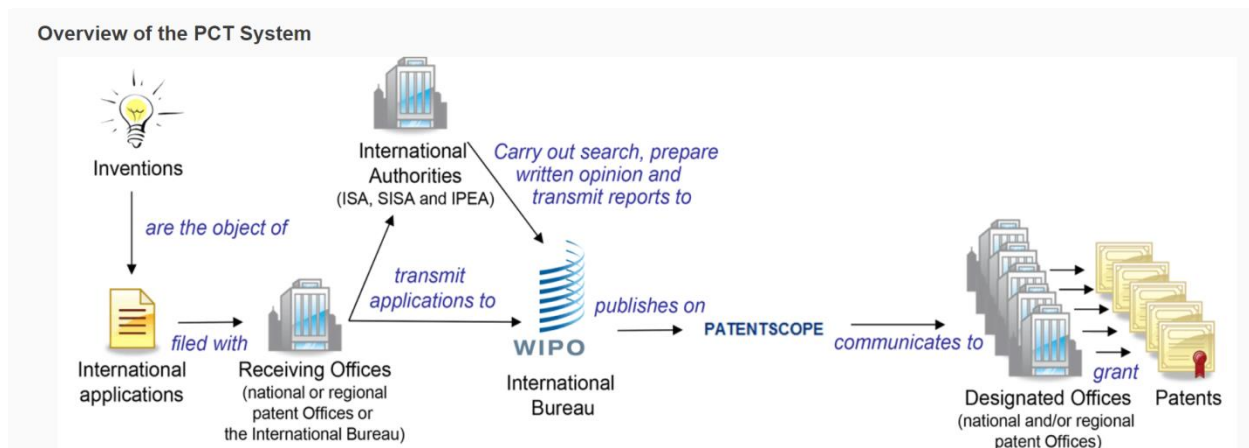 Overview of the PCT System
Inventions
are the object of
International
applications
filed with
Receiving Offices
(national or regional
patent Offices or
the International Bureau)
International
Authorities
(ISA, SISA and IPEA)
transmit
applications to
Carry out search, prepare
written opinion and
transmit reports to
WIPO
International
Bureau
publishes on
PATENTSCOPE
communicates to
Designated Offices
(national and/or regional
patent Offices)
grant
Patents